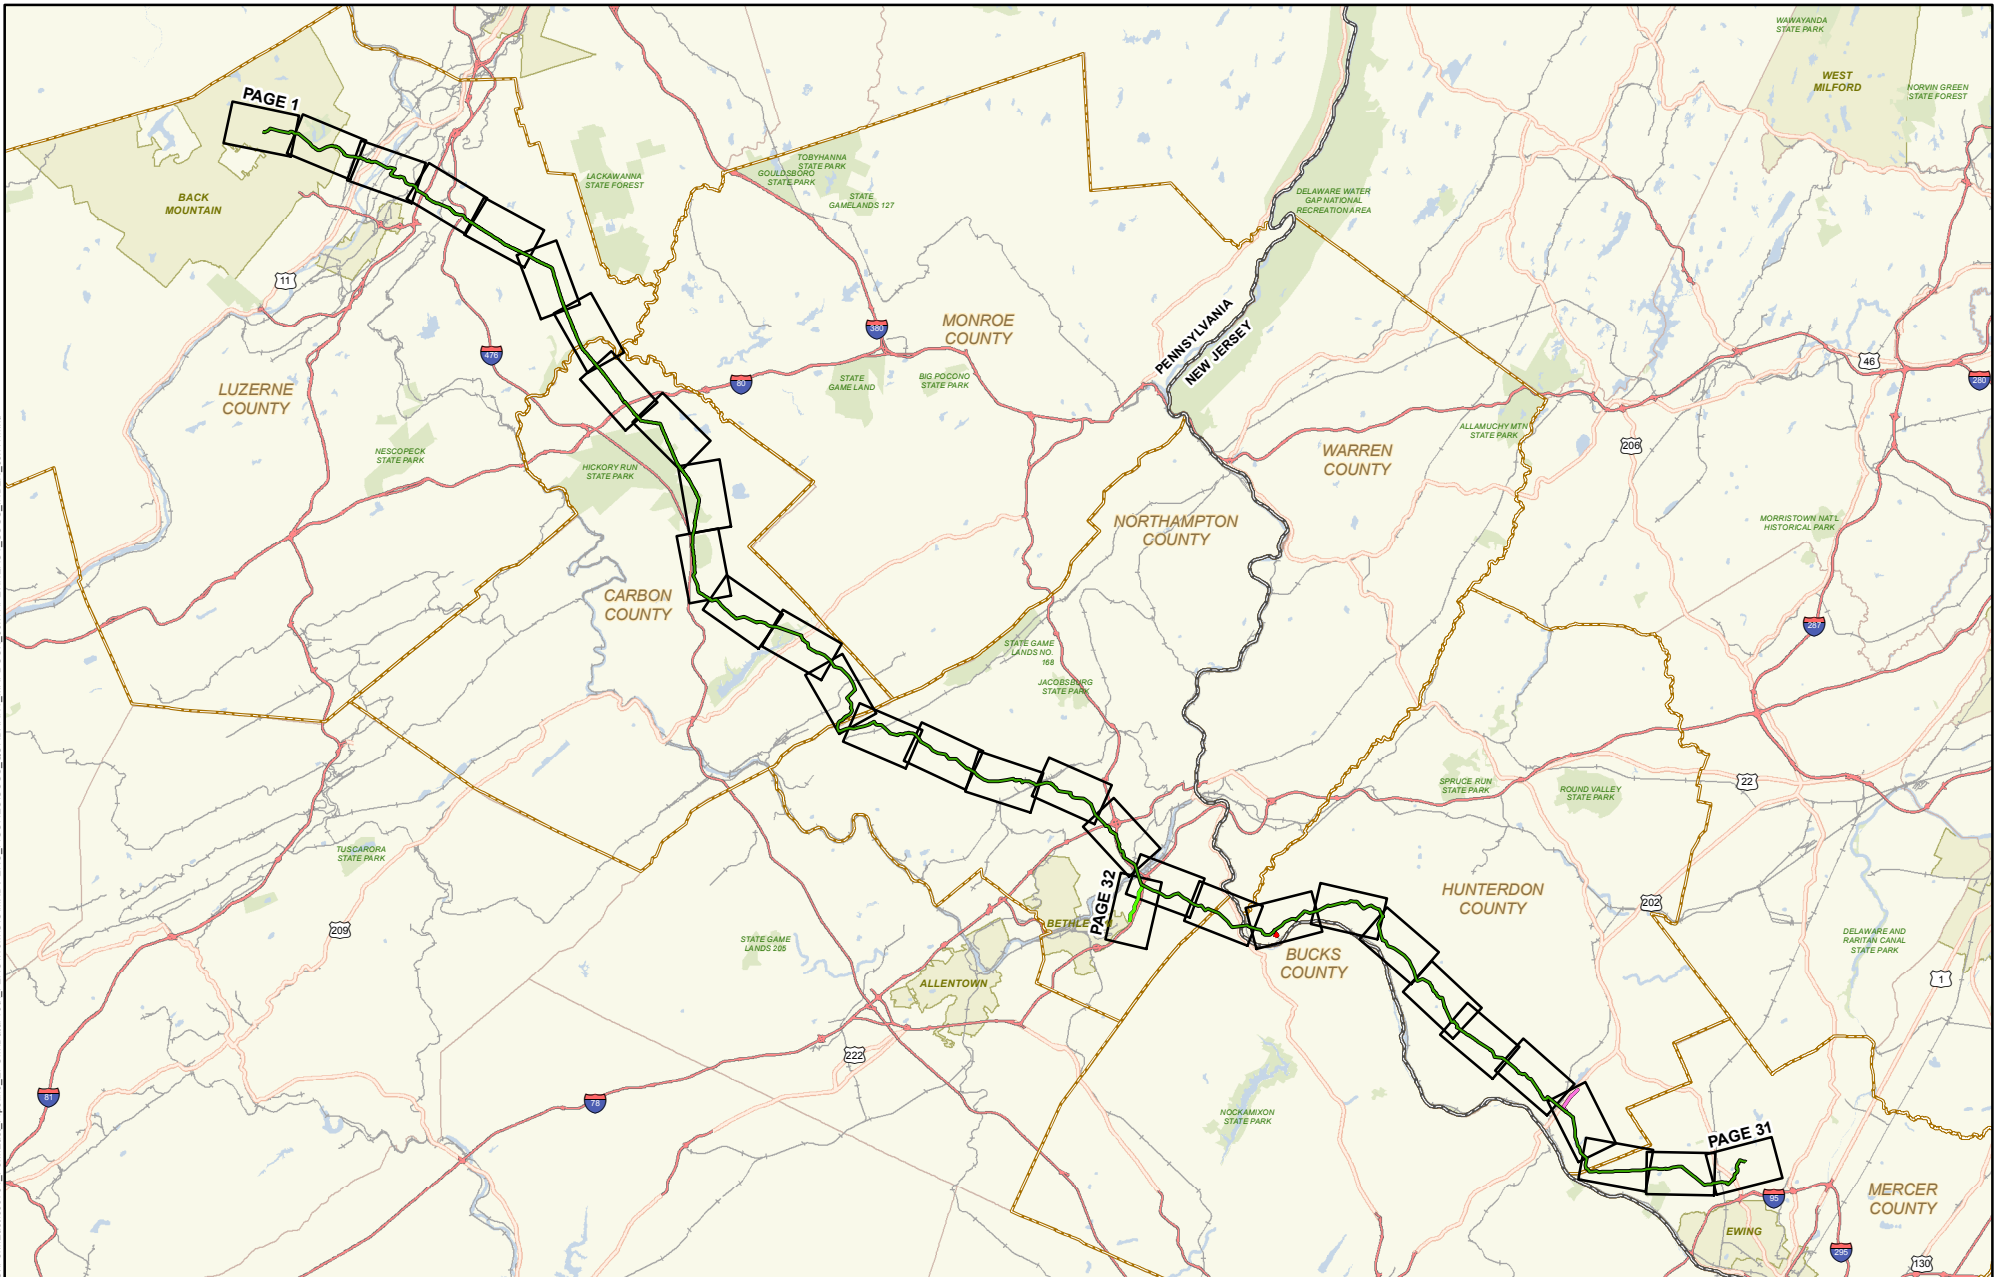 WAWAYANDA
STATE PARK
WEST
MILFORD
NORVIN GREEN
STATE FOREST
PAGE 1
BACK
MOUNTAIN
LACKAWANNA
STATE FOREST
TOBYHANNA
STATE PARK
GOULDSBORO
STATE PARK
STATE
GAMELANDS 127
DELAWARE WATER
GAP NATIONAL
RECREATION AREA
11
476
380
80
MONROE
COUNTY
PENNSYLVANIA
NEW JERSEY
46
280
LUZERNE
COUNTY
STATE
GAME LAND
BIG POCONO
STATE PARK
ALLAMUCHY MTN
STATE PARK
206
WARREN
COUNTY
NESCOPECK
STATE PARK
HICKORY RUN
STATE PARK
NORTHAMPTON
COUNTY
MORRISTOWN NAT'L
HISTORICAL PARK
CARBON
COUNTY
287
STATE GAME
LANDS NO.
168
JACOBSBURG
STATE PARK
SPRUCE RUN
STATE PARK
ROUND VALLEY
STATE PARK
22
TUSCARORA
STATE PARK
PAGE 32
HUNTERDON
COUNTY
202
209
STATE GAME
LANDS 205
BETHLE
BUCKS
COUNTY
DELAWARE AND
RARITAN CANAL
STATE PARK
ALLENTOWN
1
222
81
78
NOCKAMIXON
STATE PARK
PAGE 31
MERCER
COUNTY
95
EWING
295
130